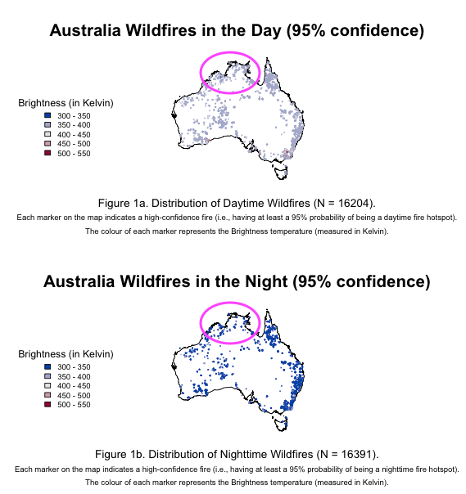 Australia Wildfires in the Day (95% confidence)
Brightness (in Kelvin)
300 - 350
350 - 400
400 - 450
450 - 500
500 - 550
Figure 1a. Distribution of Daytime Wildfires (N = 16204).
Each marker on the map indicates a high-confidence fire (i.e., having at least a 95% probability of being a daytime fire hotspot).
The colour of each marker represents the Brightness temperature (measured in Kelvin).
Australia Wildfires in the Night (95% confidence)
Brightness (in Kelvin)
300 - 350
350 - 400
400 - 450
450 - 500
500 - 550
Figure 1b. Distribution of Nighttime Wildfires (N = 16391).
Each marker on the map indicates a high-confidence fire (i.e., having at least a 95% probability of being a nighttime fire hotspot).
The colour of each marker represents the Brightness temperature (measured in Kelvin).